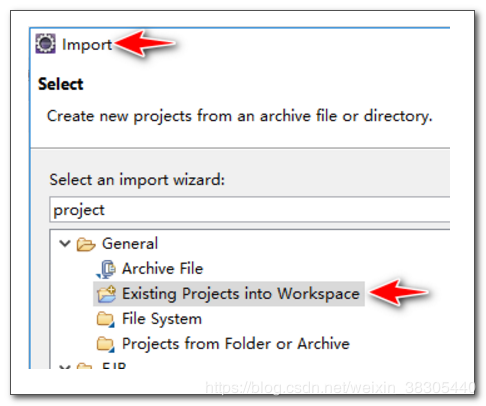 Import
Select
Create new projects from an archive file or directory.
Select an import wizard:
project
General
Archive File
Existing Projects into Workspace
File System
Projects from Folder or Archive
EJB
https://blog.csdn.net/weixin_38305440